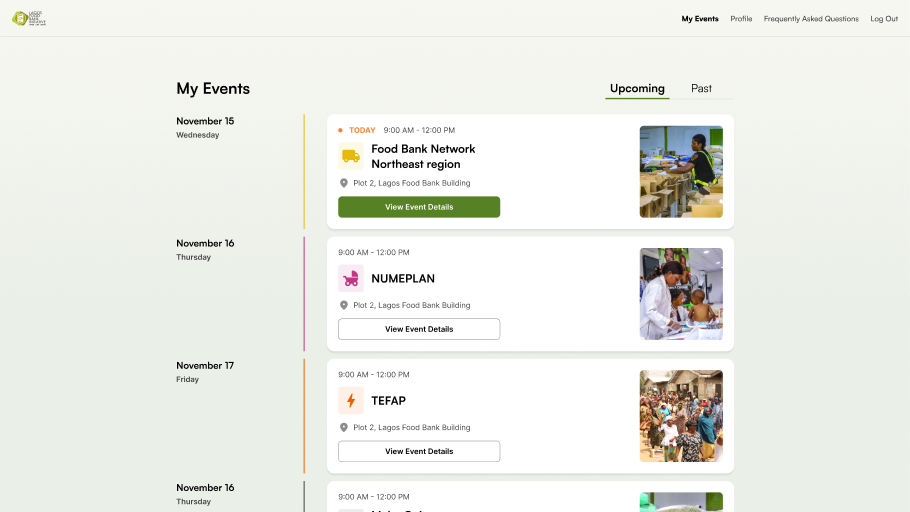 LAGOS
FOOD
BANK
INITIATIVE
My Events
Profile
Frequently Asked Questions
Log Out
My Events
Upcoming
Past
November 15
Wednesday
TODAY
9:00 AM - 12:00 PM
Food Bank Network
Northeast region
Plot 2, Lagos Food Bank Building
View Event Details
November 16
Thursday
9:00 AM - 12:00 PM
NUMEPLAN
Plot 2, Lagos Food Bank Building
View Event Details
November 17
Friday
9:00 AM - 12:00 PM
TEFAP
Plot 2, Lagos Food Bank Building
View Event Details
November 16
Thursday
9:00 AM - 12:00 PM